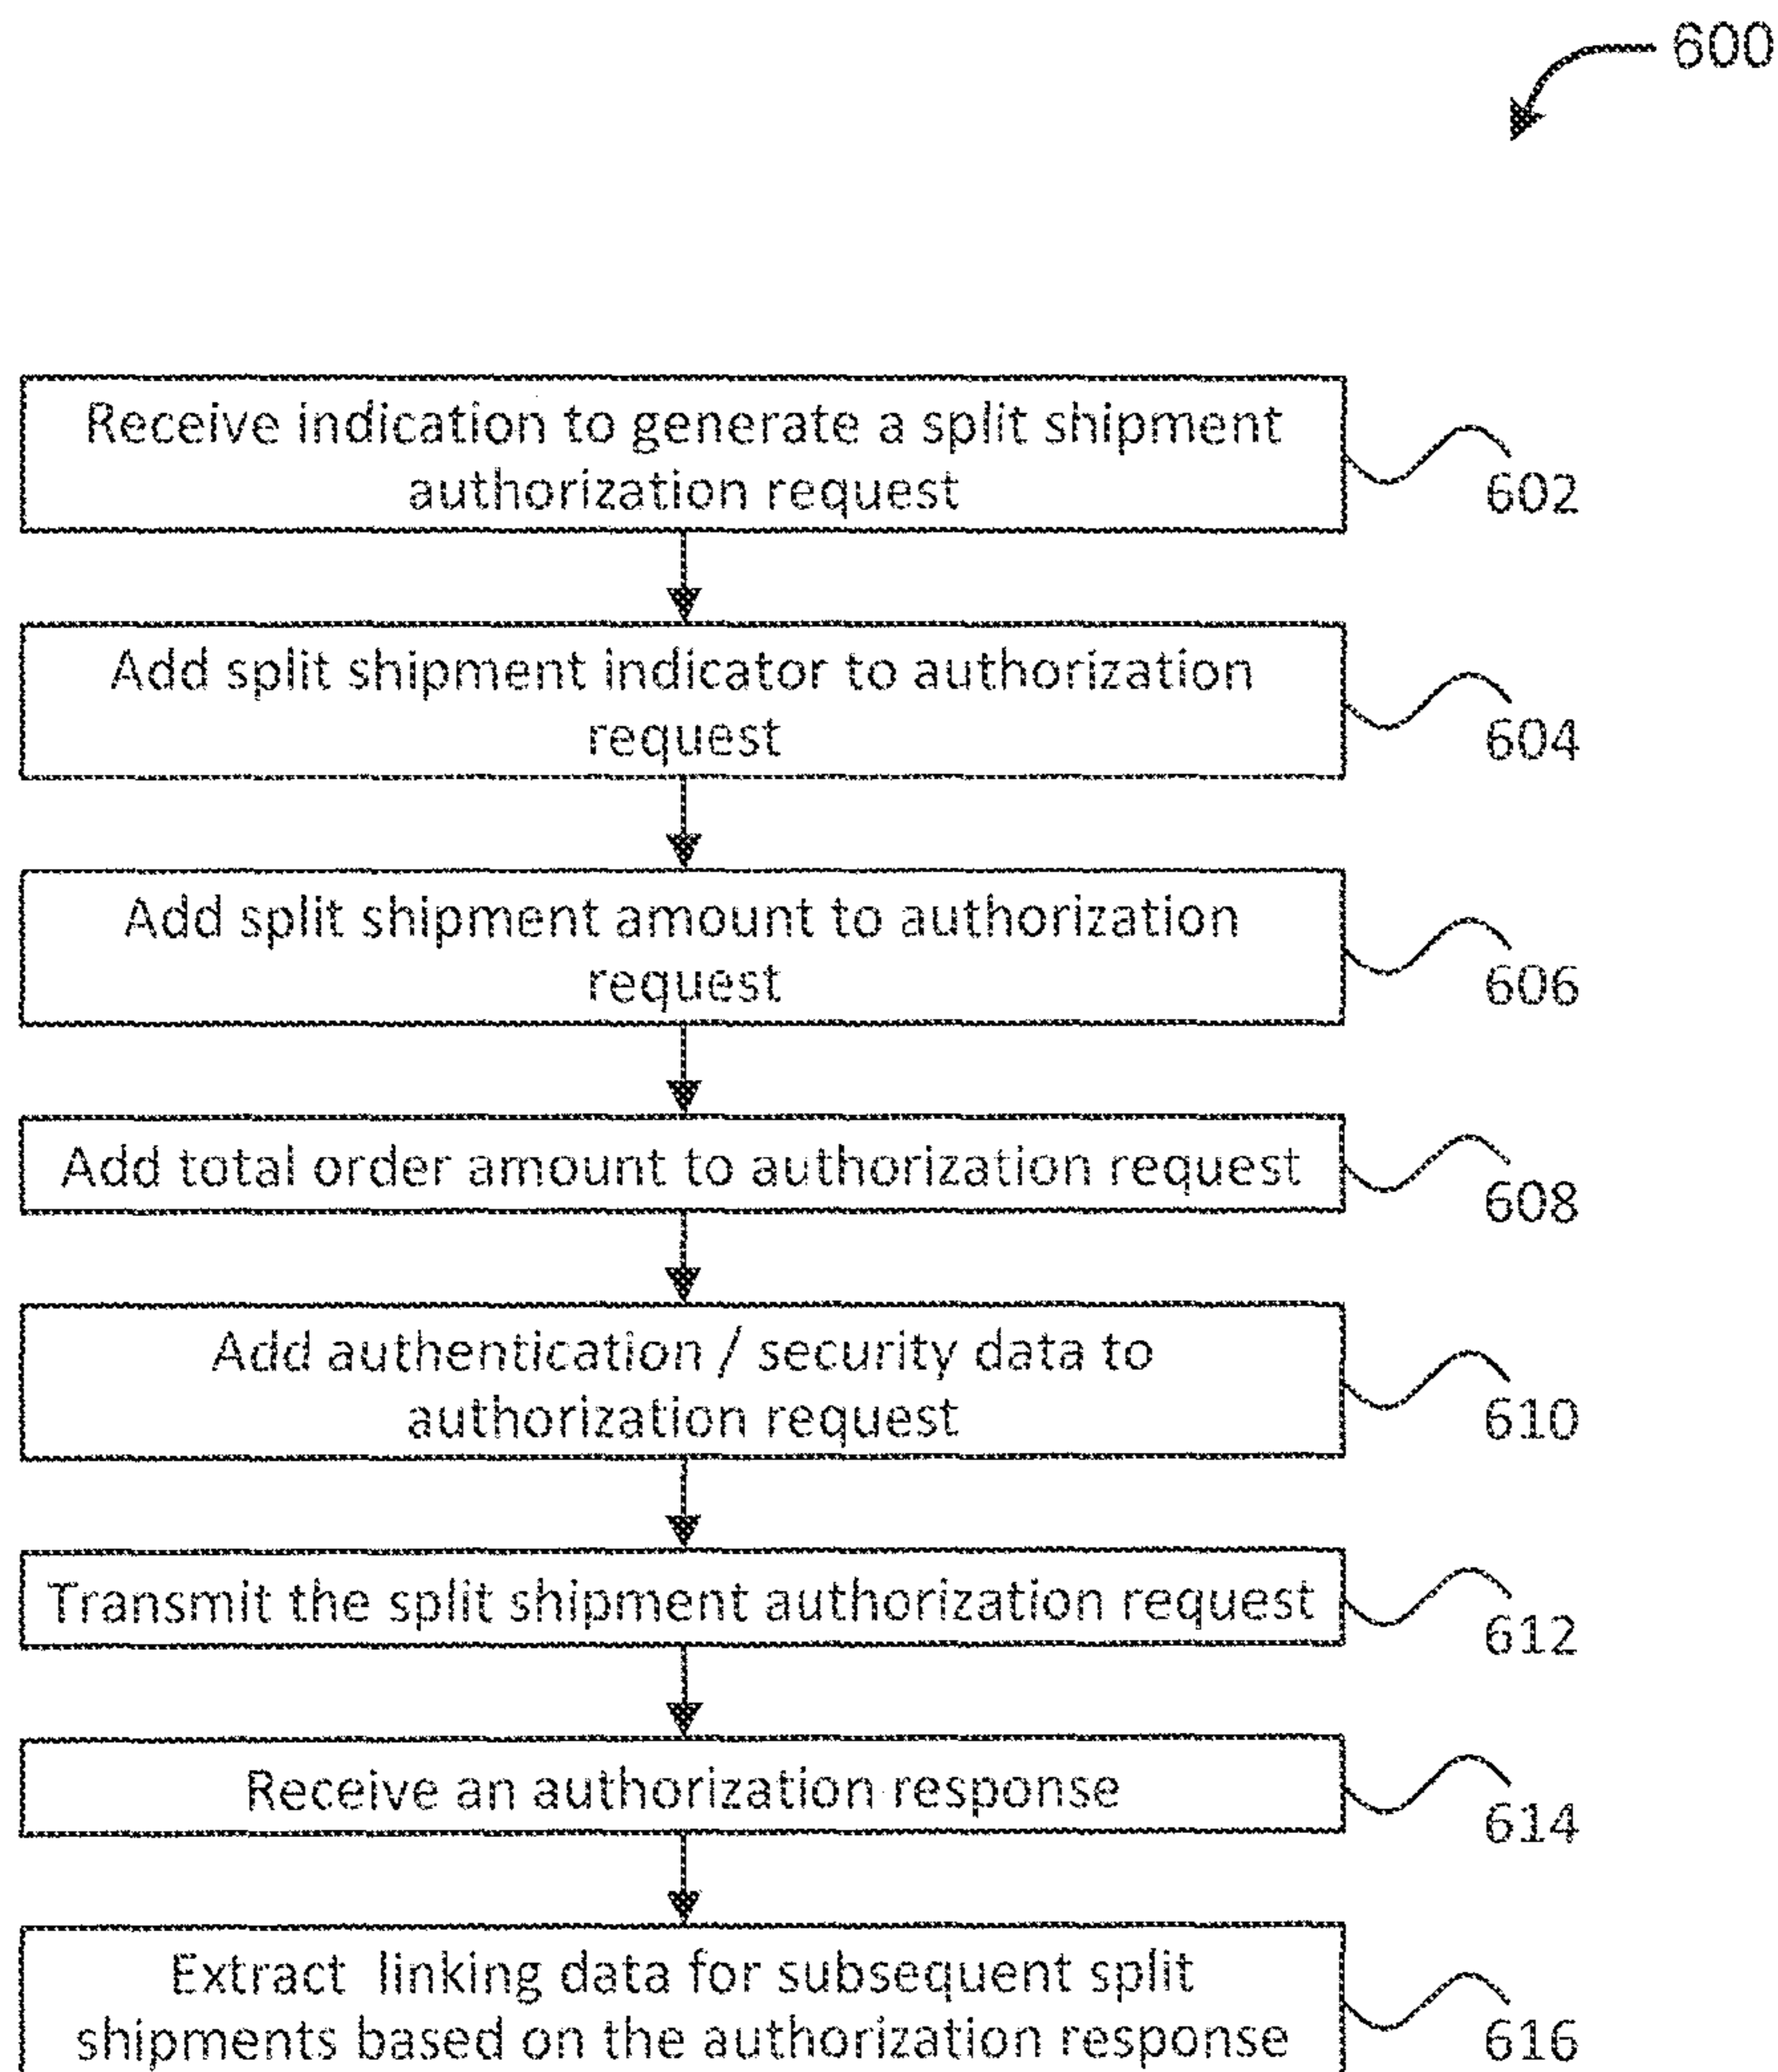 600
Receive indication to generate a split shipment
authorization request
602
Add split shipment indicator to authorization
request
604
Add split shipment amount to authorization
request
606
Add total order amount to authorization request
608
Add authentication / security data to
authorization request
610
Transmit the split shipment authorization request
612
Receive an authorization response
614
Extract linking data for subsequent split
shipments based on the authorization response
616